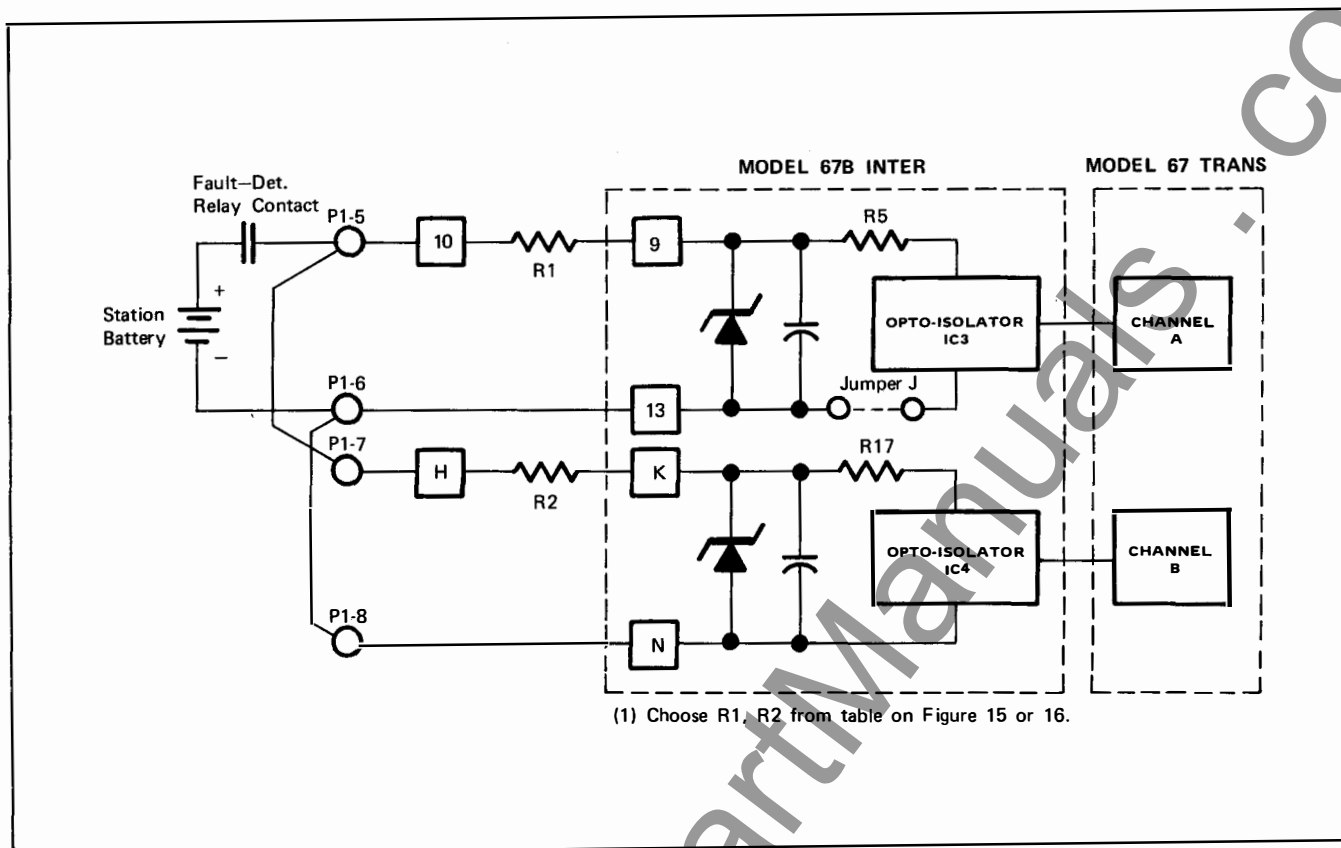 MODEL 67B INTER
MODEL 67 TRANS
Fault-Det.
Relay Contact
P1-5
10
R1
9
R5
OPTO-ISOLATOR
IC3
CHANNEL
A
+
Station
Battery
−
P1-6
13
Jumper J
P1-7
H
R2
K
R17
OPTO-ISOLATOR
IC4
CHANNEL
B
P1-8
N
(1) Choose R1, R2 from table on Figure 15 or 16.
artManuals . co